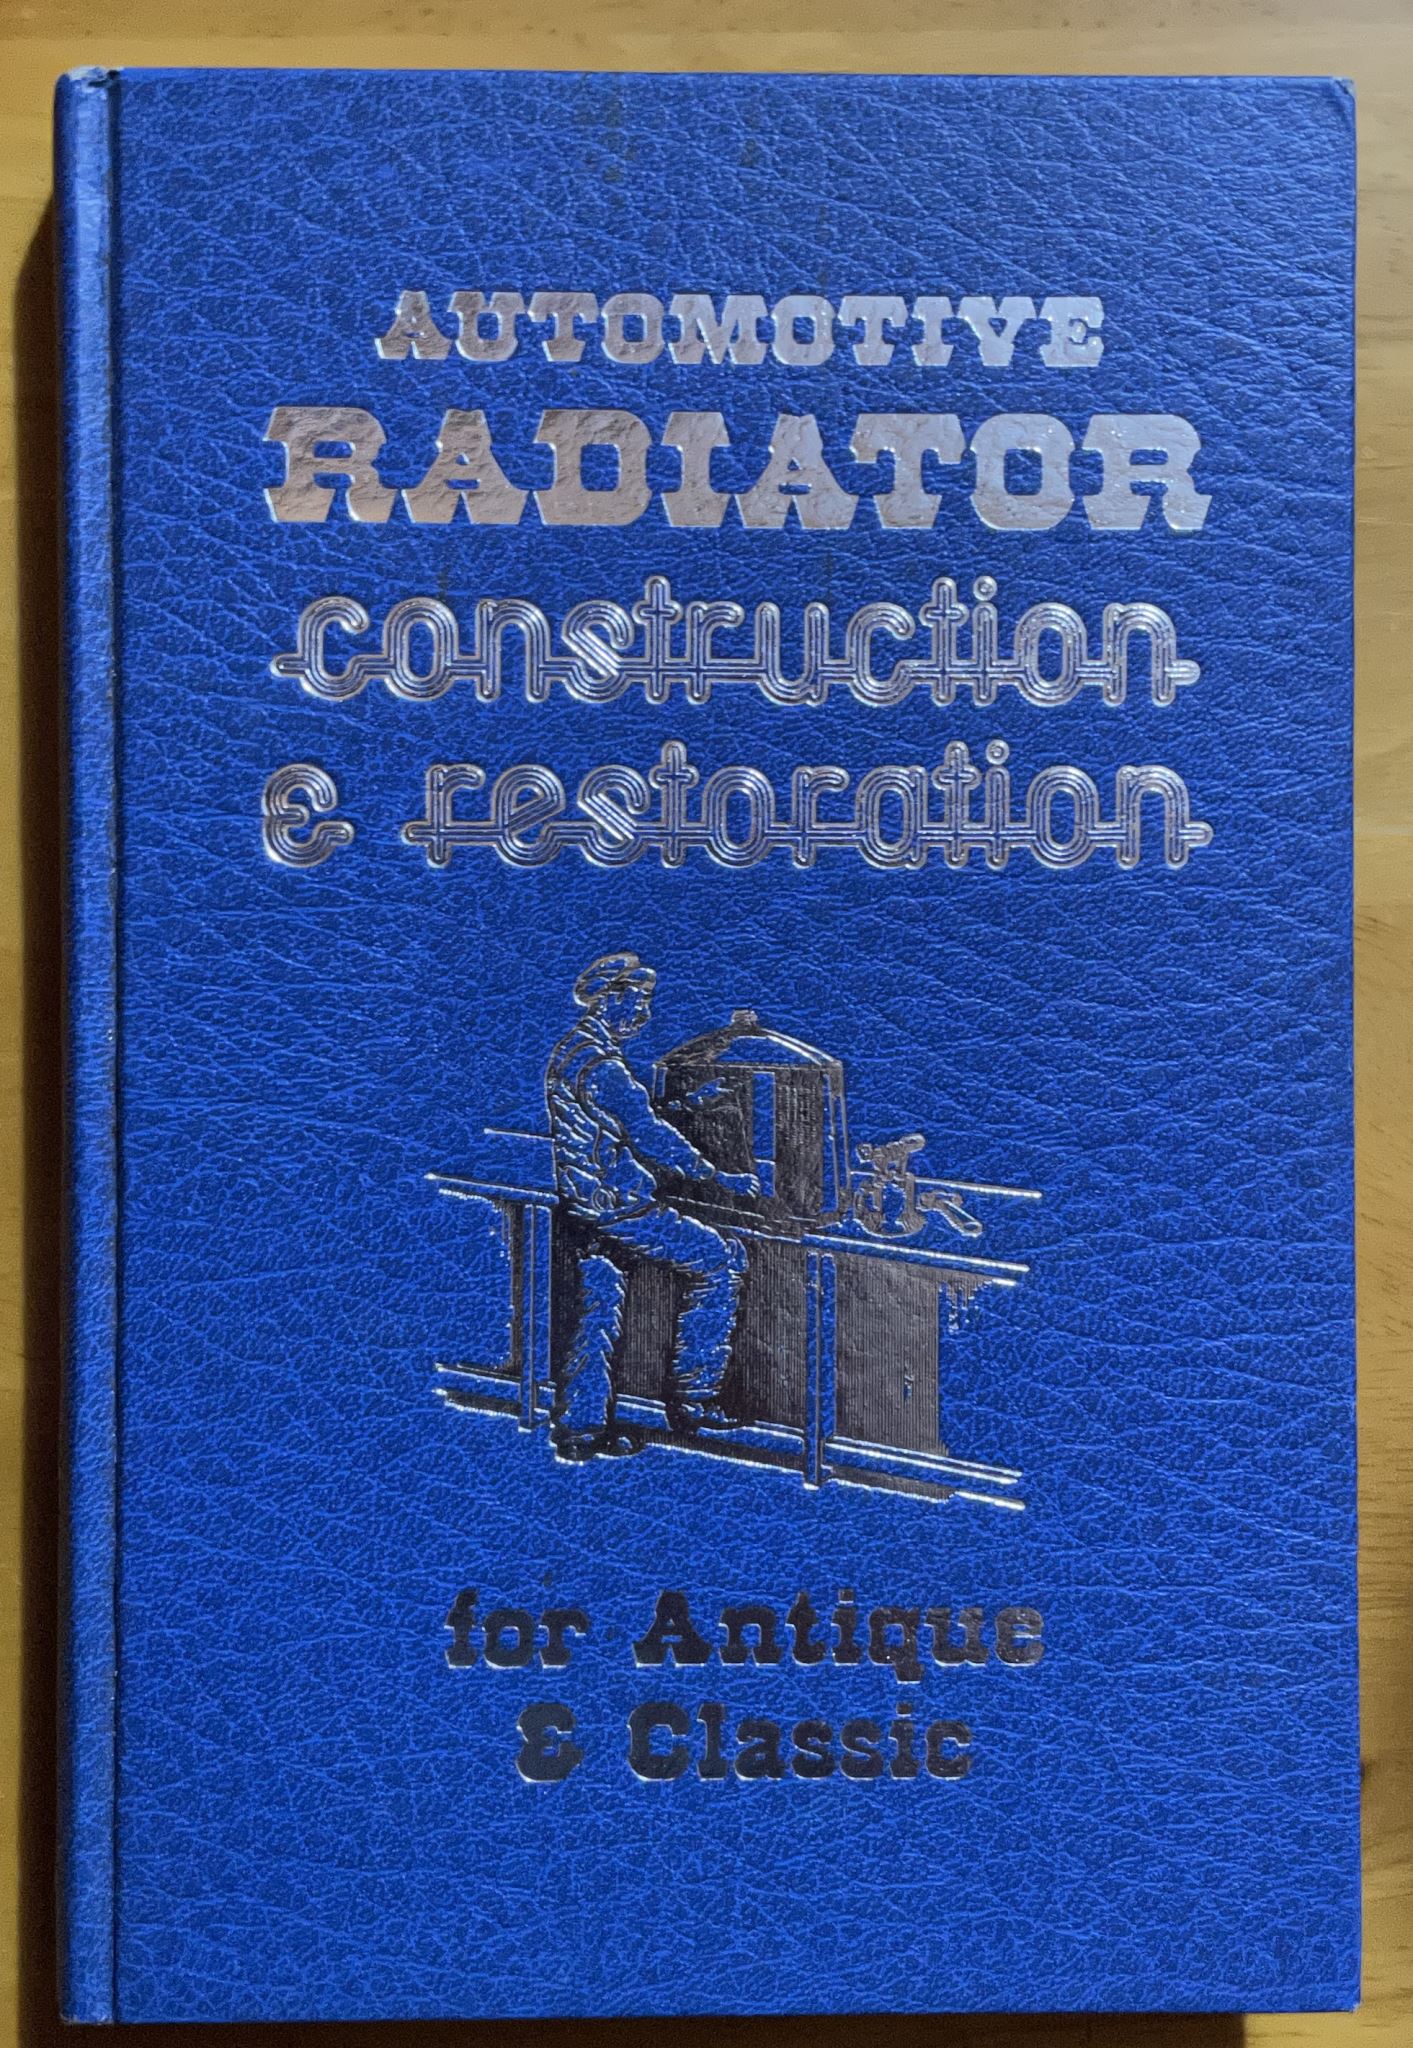 AUTOMOTIVE
RADIATOR
construction
& restoration
for Antique
& Classic